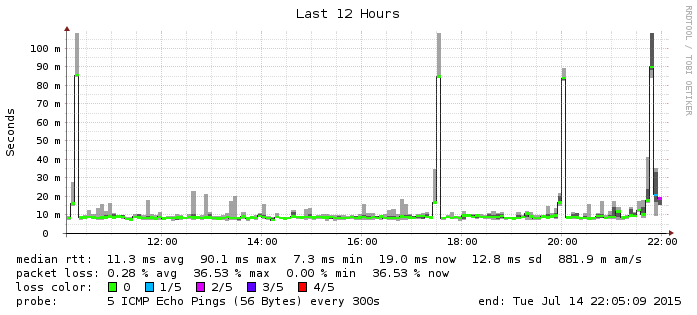 Last 12 Hours
RRDTOOL / TOBI OETIKER
Seconds
100 m
90 m
80 m
70 m
60 m
50 m
40 m
30 m
20 m
10 m
0
12:00 14:00 16:00 18:00 20:00 22:00
median rtt: 11.3 ms avg 90.1 ms max 7.3 ms min 19.0 ms now 12.8 ms sd 881.9 m am/s
packet loss: 0.28 % avg 36.53 % max 0.00 % min 36.53 % now
loss color: 0 1/5 2/5 3/5 4/5
probe: 5 ICMP Echo Pings (56 Bytes) every 300s end: Tue Jul 14 22:05:09 2015